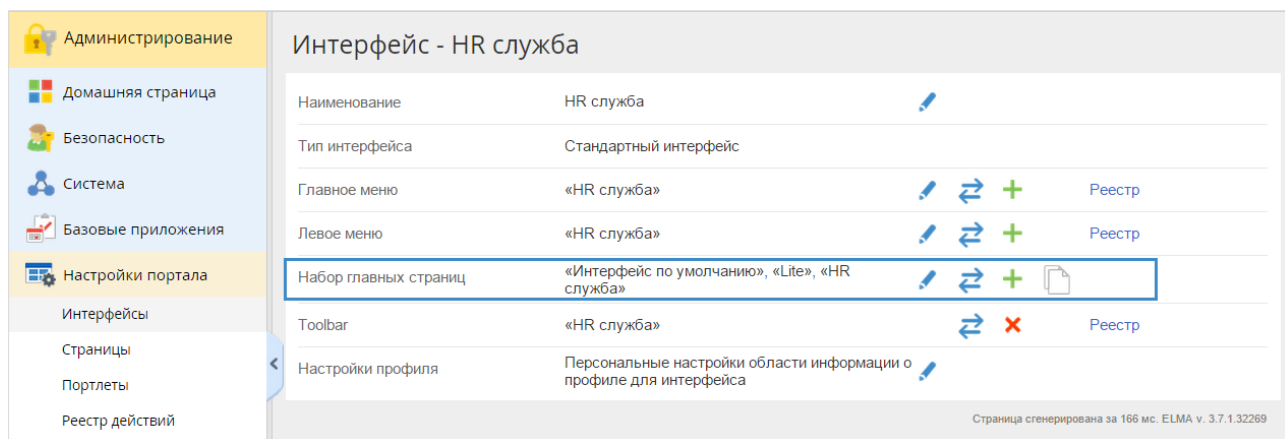 Администрирование
Домашняя страница
Безопасность
Система
Базовые приложения
Настройки портала
Интерфейсы
Страницы
Портлеты
Реестр действий
Интерфейс - HR служба
Наименование HR служба
Тип интерфейса Стандартный интерфейс
Главное меню «HR служба» Реестр
Левое меню «HR служба» Реестр
Набор главных страниц «Интерфейс по умолчанию», «Lite», «HR
служба»
Toolbar «HR служба» Реестр
Настройки профиля Персональные настройки области информации о
профиле для интерфейса
Страница сгенерирована за 166 мс. ELMA v. 3.7.1.32269